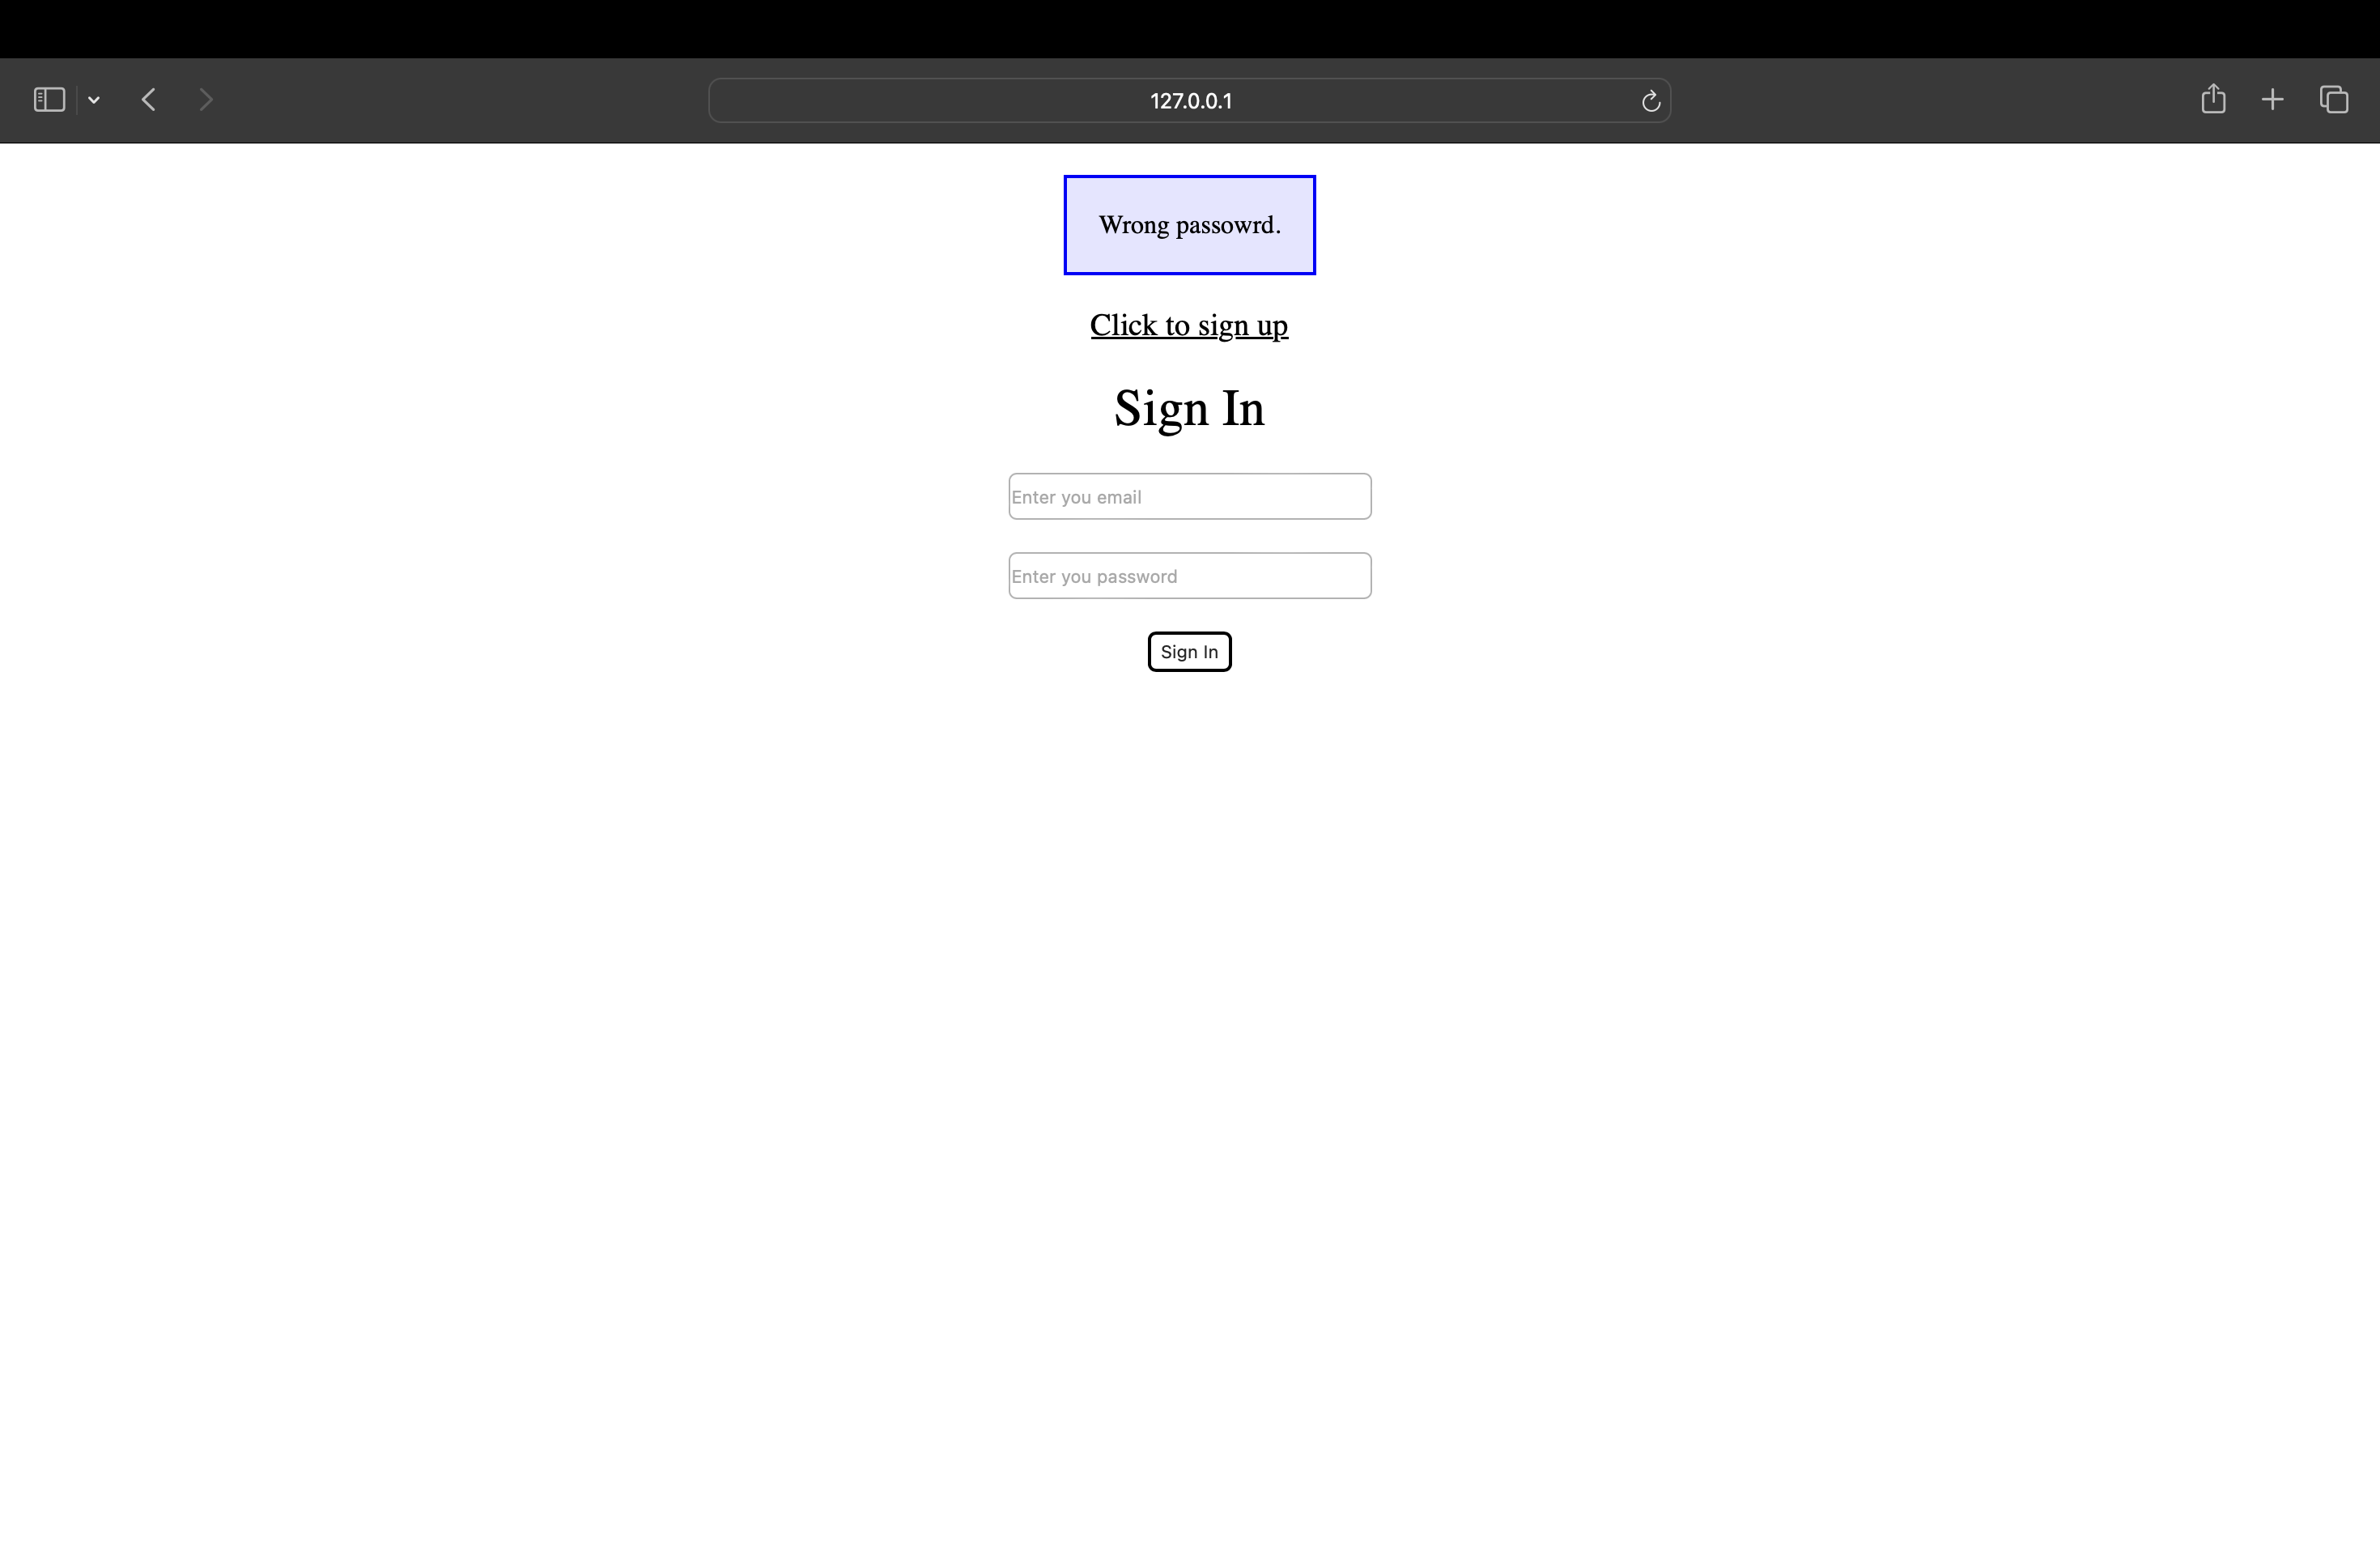 127.0.0.1
Wrong passowrd.
Click to sign up
Sign In
Enter you email
Enter you password
Sign In